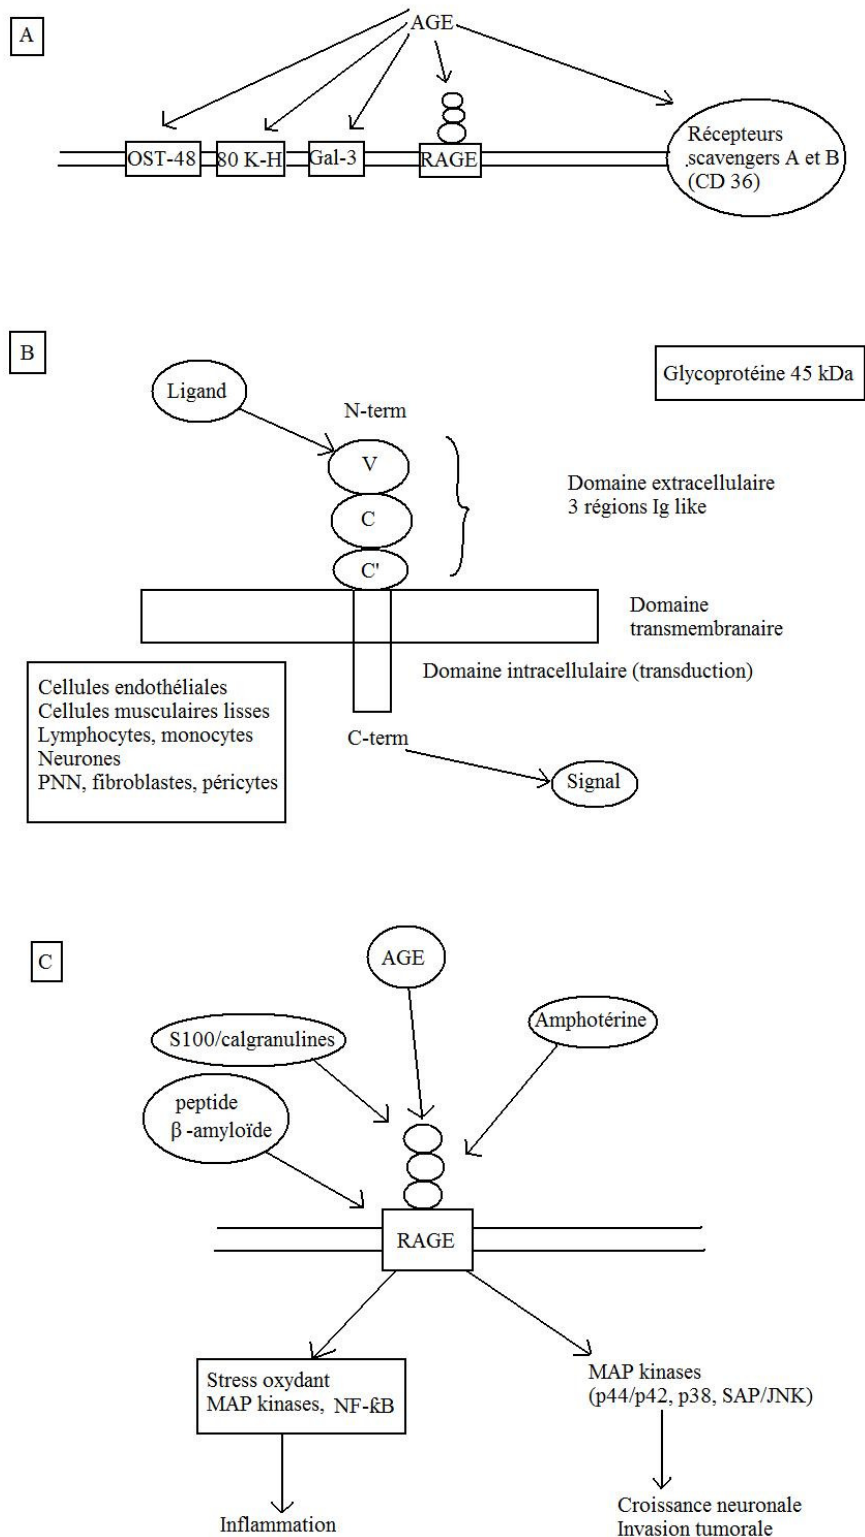 A
AGE
OST-48
80 K-H
Gal-3
RAGE
Récepteurs
scavengers A et B
(CD 36)
B
Glycoprotéine 45 kDa
Ligand
N-term
V
C
C'
Domaine extracellulaire
3 régions Ig like
Domaine
transmembranaire
Domaine intracellulaire (transduction)
Cellules endothéliales
Cellules musculaires lisses
Lymphocytes, monocytes
Neurones
PNN, fibroblastes, péricytes
C-term
Signal
C
AGE
S100/calgranulines
Amphotérine
peptide
β-amyloïde
RAGE
Stress oxydant
MAP kinases, NF-kB
Inflammation
MAP kinases
(p44/p42, p38, SAP/JNK)
Croissance neuronale
Invasion tumorale